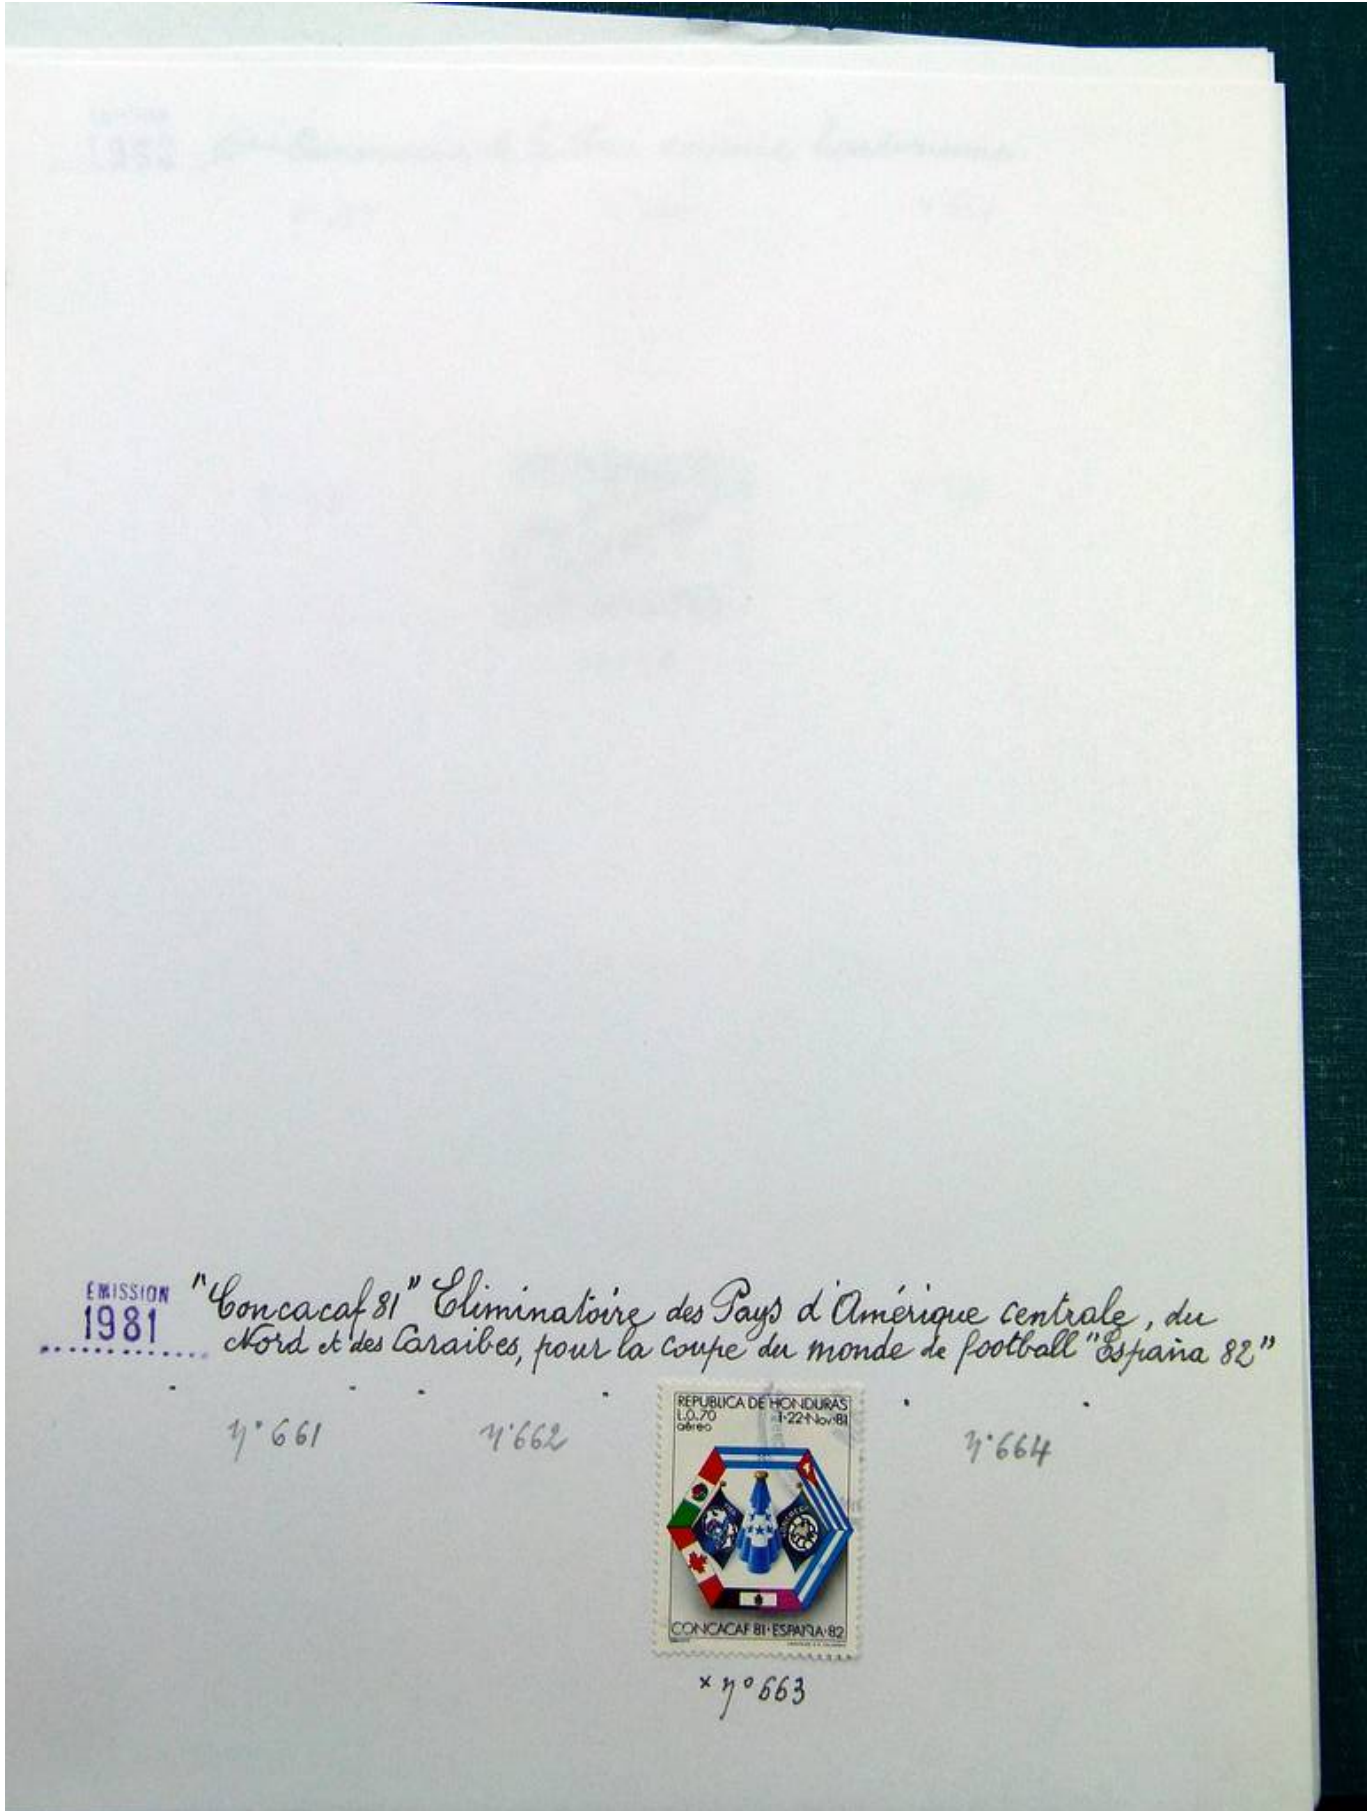 ÉMISSION
1981
"Concacaf 81" Eliminatoire des Pays d'Amérique centrale, du
Nord et des Caraibes, pour la coupe du monde de football "España 82"
n° 661
n° 662
n° 664
REPUBLICA DE HONDURAS
L.0.70
1-22-Nov-81
aéreo
CONCACAF 81·ESPAÑA·82
x n° 663